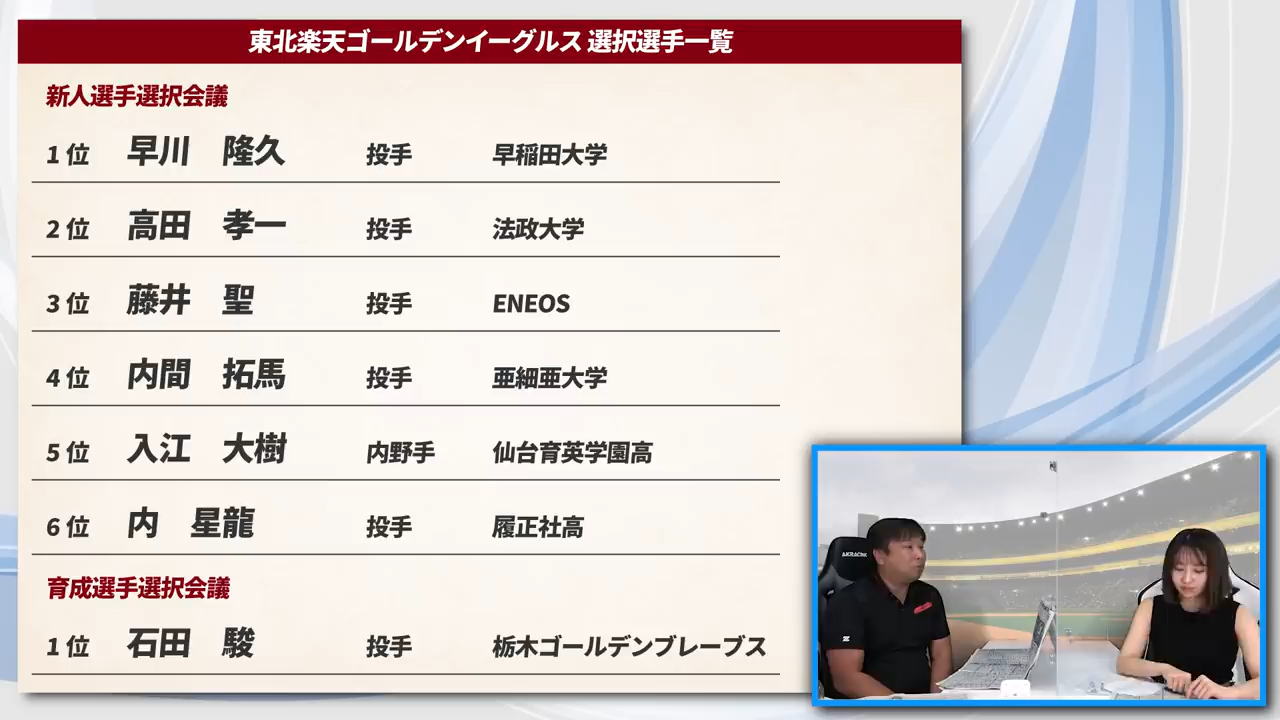 東北楽天ゴールデンイーグルス 選択選手一覧
新人選手選択会議
1位 早川 隆久 投手 早稲田大学
2位 高田 孝一 投手 法政大学
3位 藤井 聖 投手 ENEOS
4位 内間 拓馬 投手 亜細亜大学
5位 入江 大樹 内野手 仙台育英学園高
6位 内 星龍 投手 履正社高
育成選手選択会議
1位 石田 駿 投手 栃木ゴールデンブレーブス
AKRACING